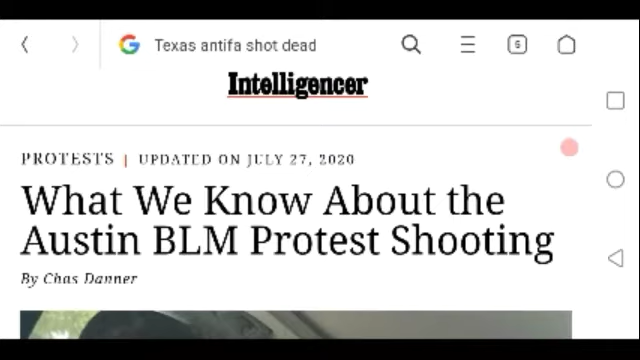 Texas antifa shot dead
6
Intelligencer
PROTESTS | UPDATED ON JULY 27, 2020
What We Know About the
Austin BLM Protest Shooting
By Chas Danner